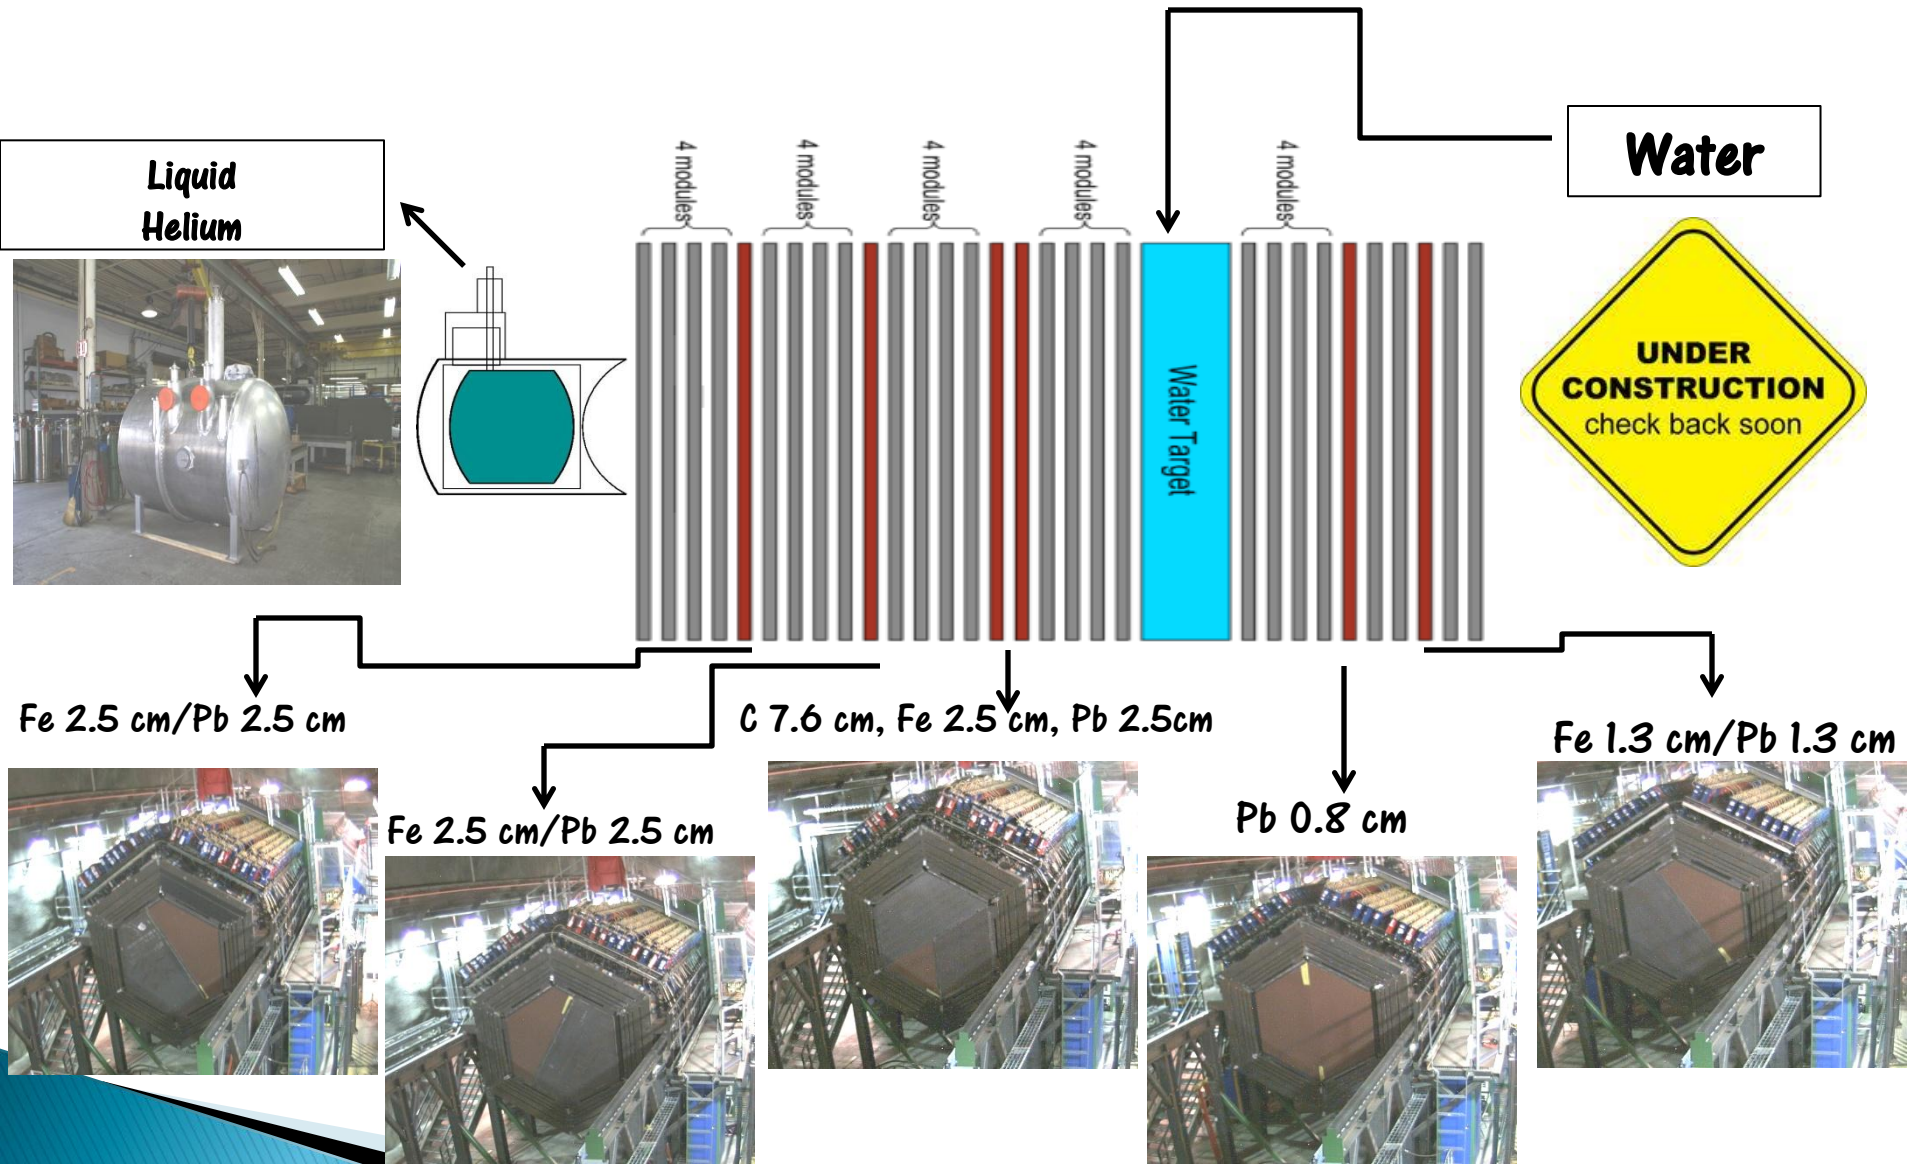 Liquid
Helium
4 modules
4 modules
4 modules
4 modules
4 modules
Water
Water Target
UNDER
CONSTRUCTION
check back soon
Fe 2.5 cm/Pb 2.5 cm
Fe 2.5 cm/Pb 2.5 cm
C 7.6 cm, Fe 2.5 cm, Pb 2.5cm
Pb 0.8 cm
Fe 1.3 cm/Pb 1.3 cm